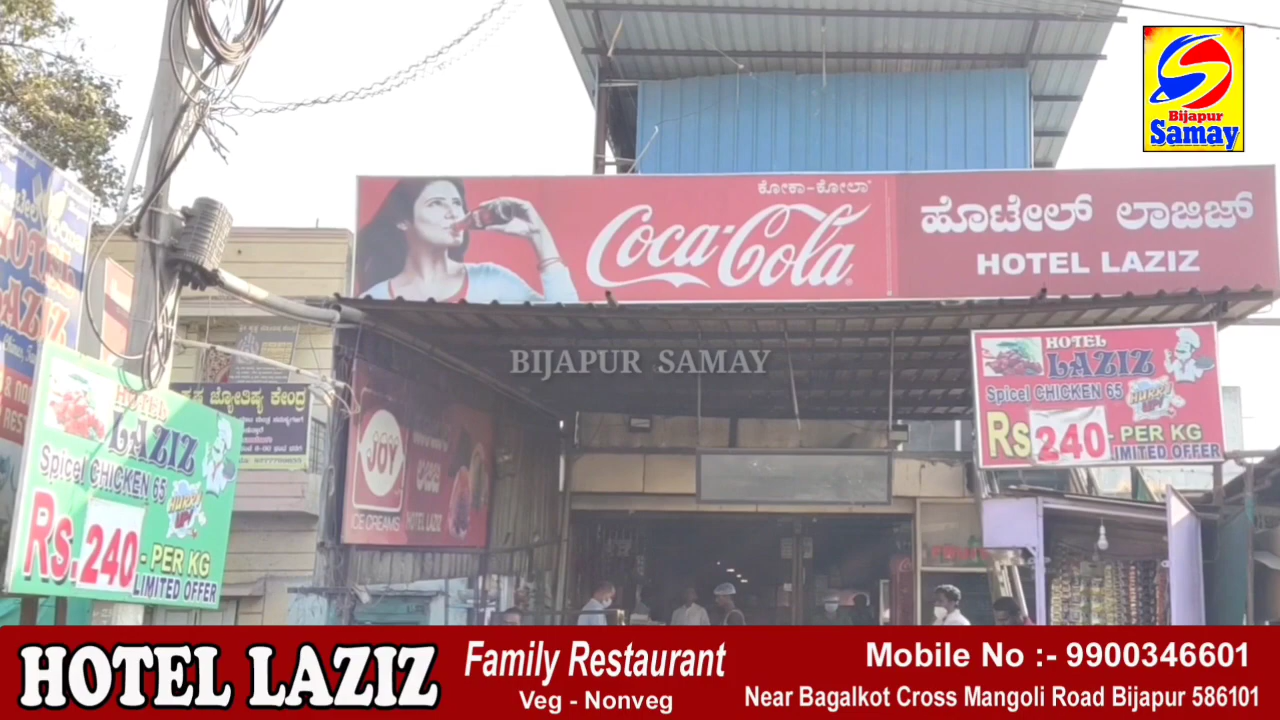 Bijapur
Samay
ಕೋಕಾ-ಕೋಲಾ
Coca-Cola
ಹೊಟೇಲ್ ಲಾಜಿಜ್
HOTEL LAZIZ
BIJAPUR SAMAY
HOTEL
LAZIZ
Spicel CHICKEN 65
HURRY
UP
Rs 240 - PER KG
LIMITED OFFER
HOTEL
LAZIZ
Spicel CHICKEN 65
HURRY
UP
Rs. 240 - PER KG
LIMITED OFFER
JOY
ICE CREAMS
HOTEL LAZIZ
ಜ್ಯೋತಿಷ್ಯ ಕೇಂದ್ರ
HOTEL LAZIZ
Family Restaurant
Veg - Nonveg
Mobile No :- 9900346601
Near Bagalkot Cross Mangoli Road Bijapur 586101